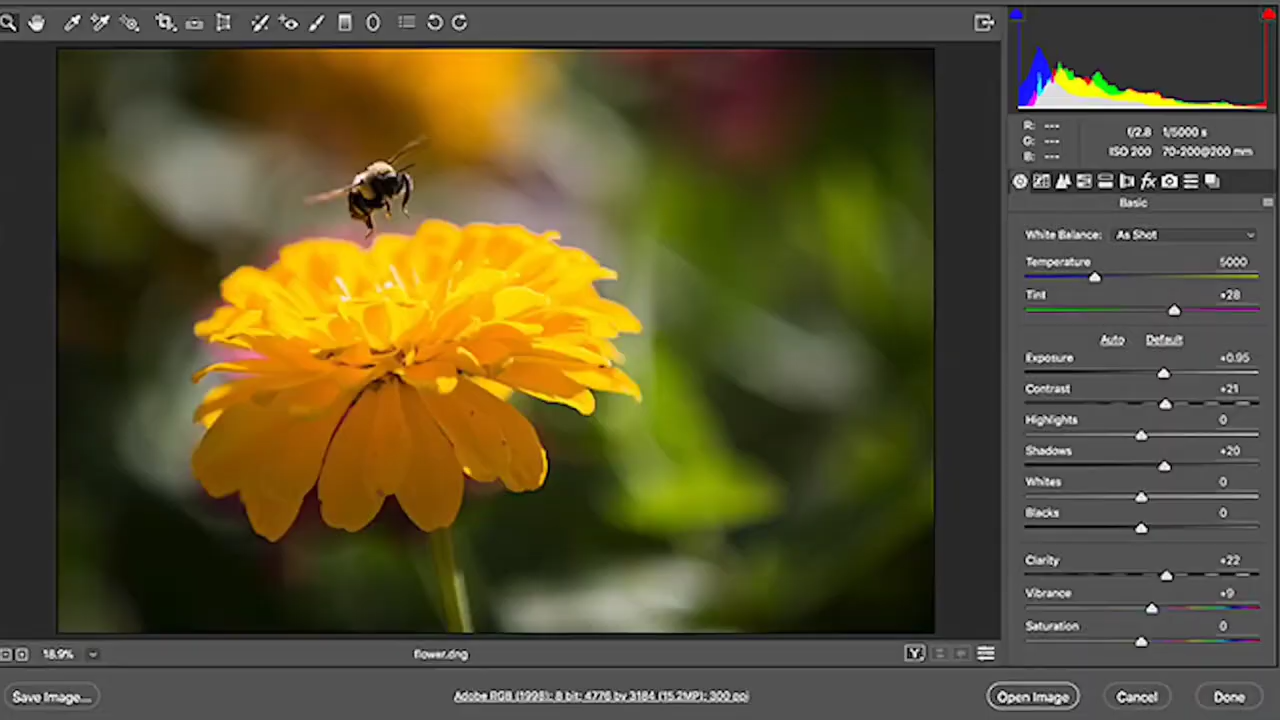 R: ---
G: ---
B: ---
f/2.8 1/5000 s
ISO 200 70-200@200 mm
fx
Basic
White Balance: As Shot
Temperature 5000
Tint +28
Auto Default
Exposure +0.95
Contrast +21
Highlights 0
Shadows +20
Whites 0
Blacks 0
Clarity +22
Vibrance +9
Saturation 0
18.9%
flower.dng
Y
Save Image...
Adobe RGB (1998); 8 bit; 4776 by 3184 (15.2MP); 300 ppi
Open Image
Cancel
Done